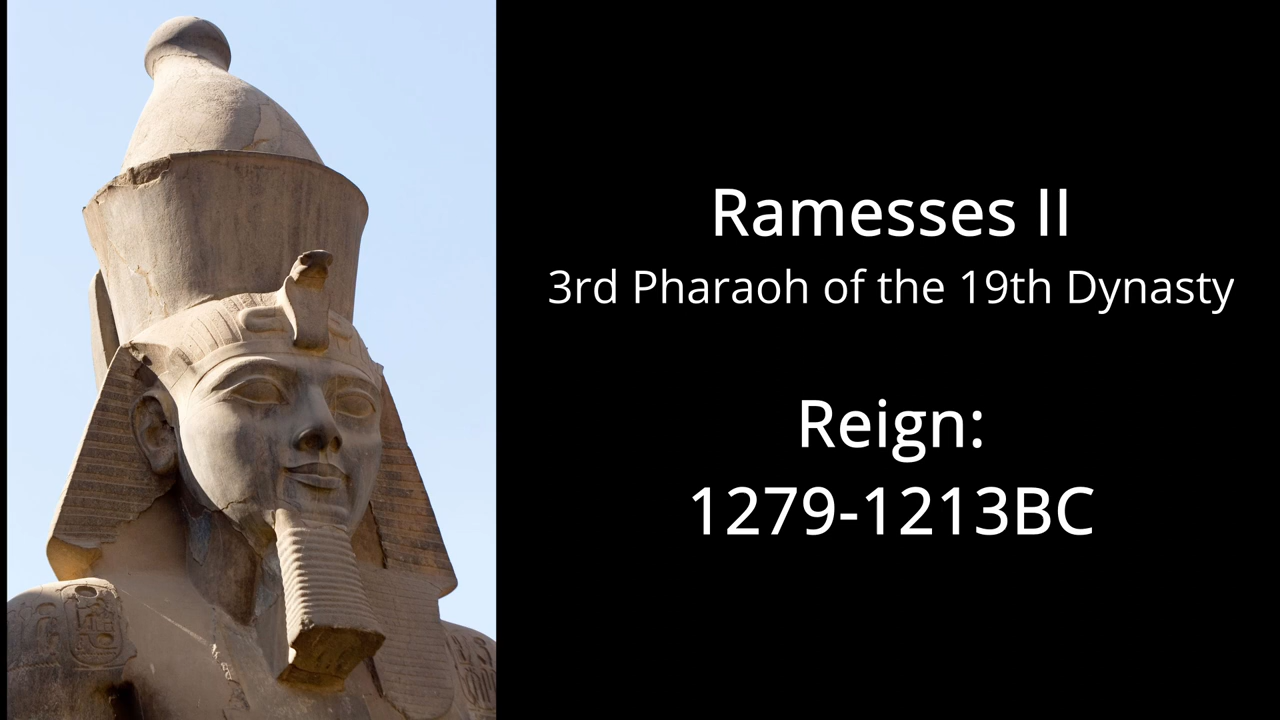 Ramesses II
3rd Pharaoh of the 19th Dynasty
Reign:
1279-1213BC